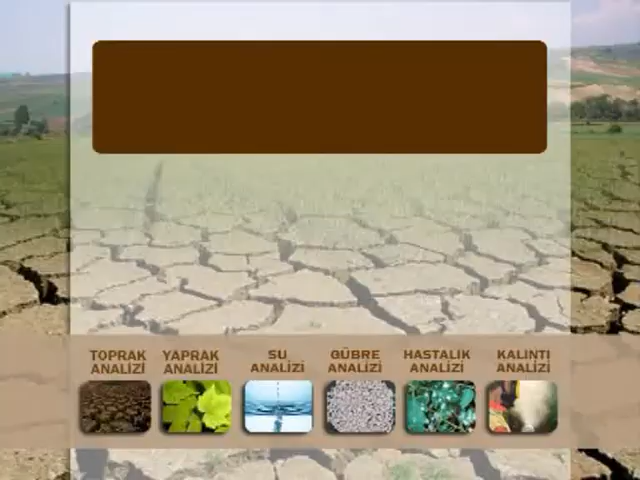 TOPRAK ANALİZİ
YAPRAK ANALİZİ
SU ANALİZİ
GÜBRE ANALİZİ
HASTALIK ANALİZİ
KALINTI ANALİZİ